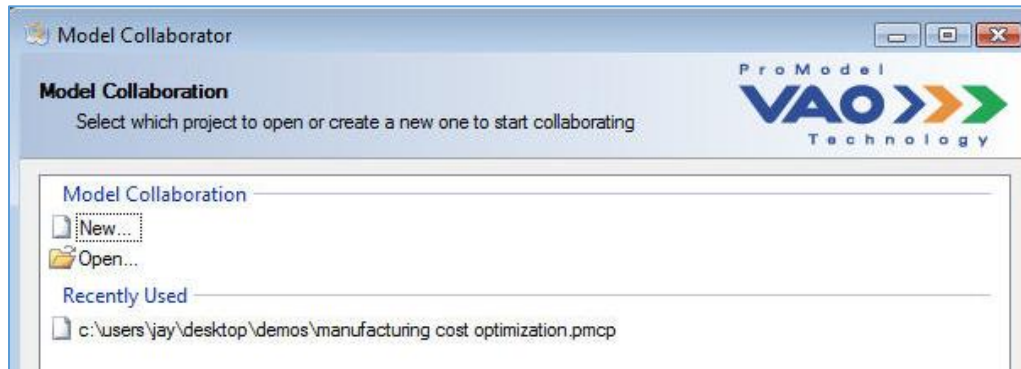 Model Collaborator
Model Collaboration
Select which project to open or create a new one to start collaborating
ProModel
VAO
Technology
Model Collaboration
New...
Open...
Recently Used
c:\users\jay\desktop\demos\manufacturing cost optimization.pmcp